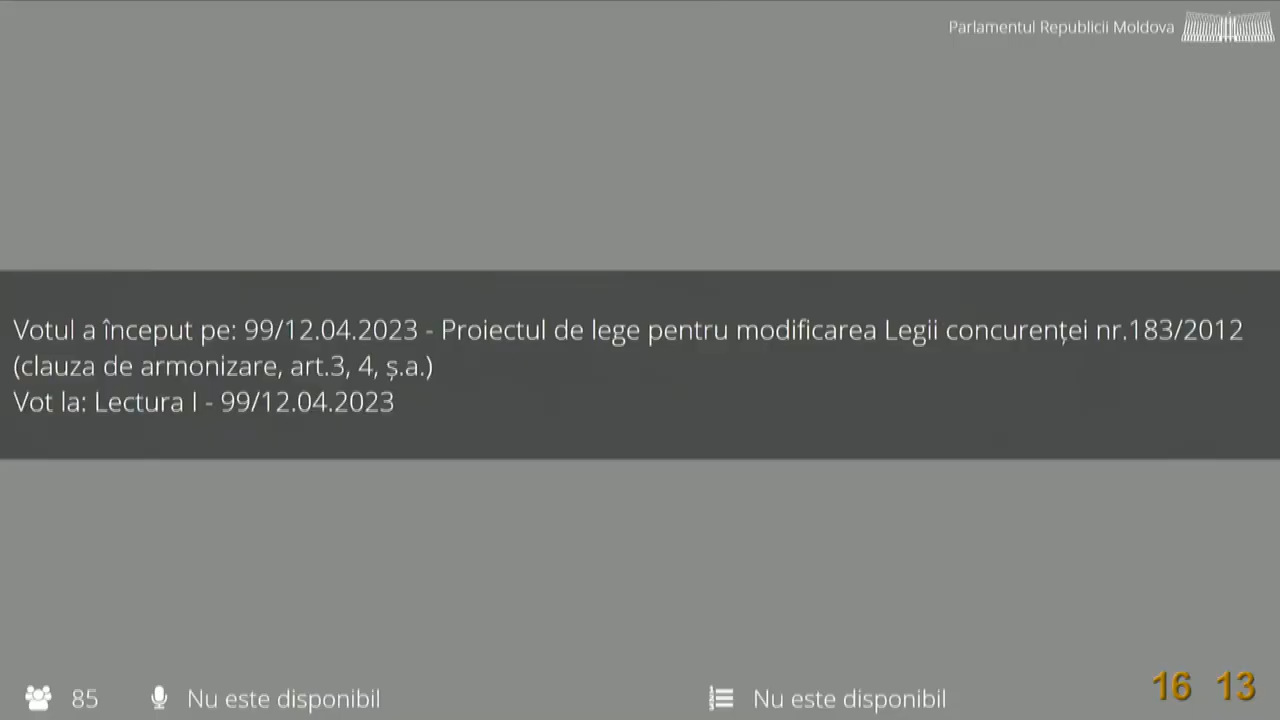 Parlamentul Republicii Moldova
Votul a început pe: 99/12.04.2023 - Proiectul de lege pentru modificarea Legii concurenței nr.183/2012
(clauza de armonizare, art.3, 4, ș.a.)
Vot la: Lectura I - 99/12.04.2023
85 Nu este disponibil Nu este disponibil 16 13